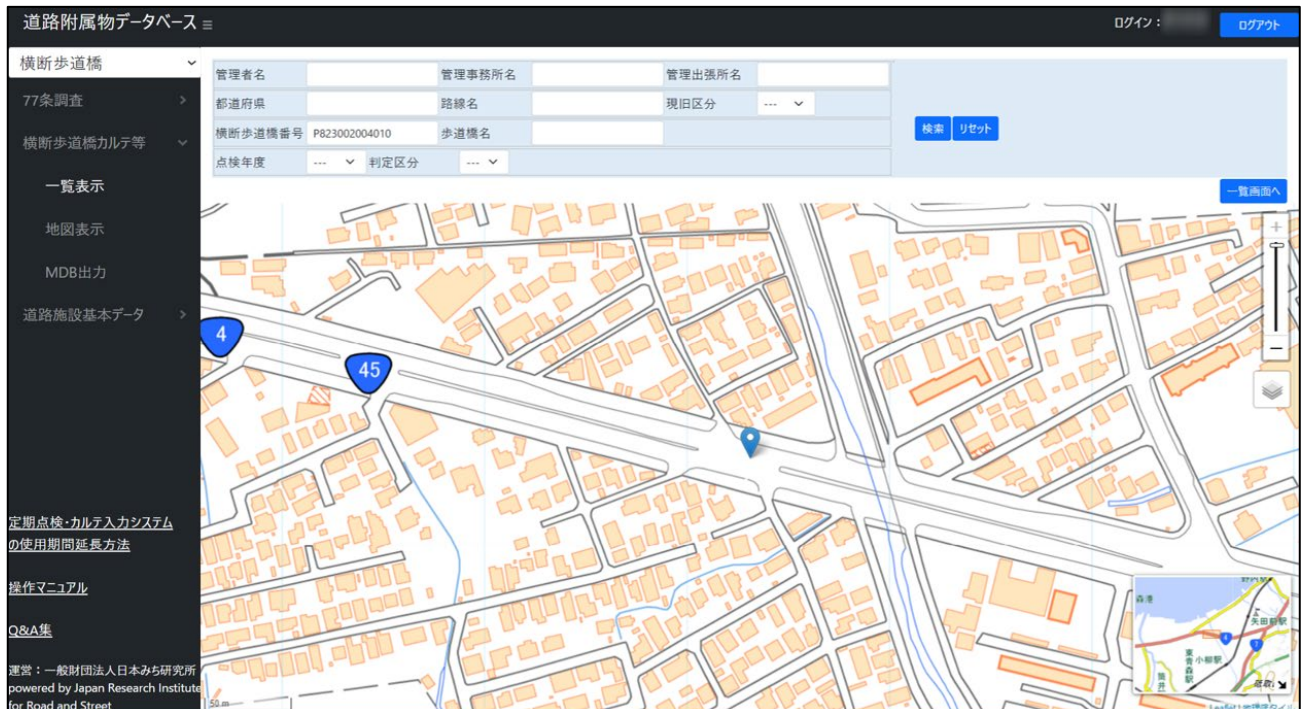 道路附属物データベース ≡
ログイン：
ログアウト
横断歩道橋
77条調査 >
横断歩道橋カルテ等
一覧表示
地図表示
MDB出力
道路施設基本データ >
管理者名 管理事務所名 管理出張所名
都道府県 路線名 現旧区分 ---
横断歩道橋番号 P823002004010 歩道橋名
点検年度 --- 判定区分 ---
検索 リセット
一覧画面へ
+
−
4
45
50 m
森港
矢田前駅
4
7
小柳駅
東青森駅
筒井
定期点検・カルテ入力システム
の使用期間延長方法
操作マニュアル
Q&A集
運営：一般財団法人日本みち研究所
powered by Japan Research Institute
for Road and Street